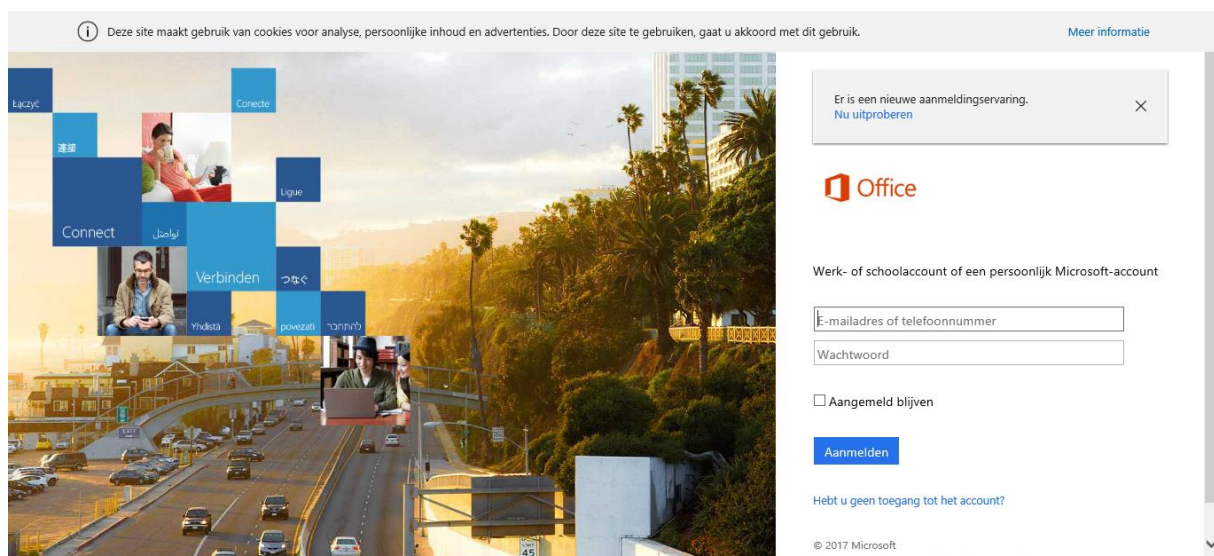 Deze site maakt gebruik van cookies voor analyse, persoonlijke inhoud en advertenties. Door deze site te gebruiken, gaat u akkoord met dit gebruik.
Meer informatie
Łączyć
Conecte
連接
Ligue
Connect
تواصل
Verbinden
つなぐ
Yhdistä
povezati
להתחבר
EXIT
LIMIT
45
Er is een nieuwe aanmeldingservaring.
Nu uitproberen
Office
Werk- of schoolaccount of een persoonlijk Microsoft-account
E-mailadres of telefoonnummer
Wachtwoord
Aangemeld blijven
Aanmelden
Hebt u geen toegang tot het account?
© 2017 Microsoft